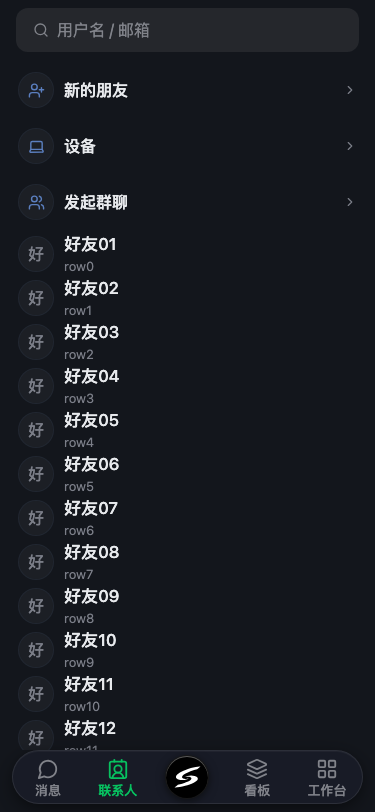 用户名 / 邮箱
新的朋友
设备
发起群聊
好
好友01
row0
好
好友02
row1
好
好友03
row2
好
好友04
row3
好
好友05
row4
好
好友06
row5
好
好友07
row6
好
好友08
row7
好
好友09
row8
好
好友10
row9
好
好友11
row10
好
好友12
row11
消息
联系人
看板
工作台